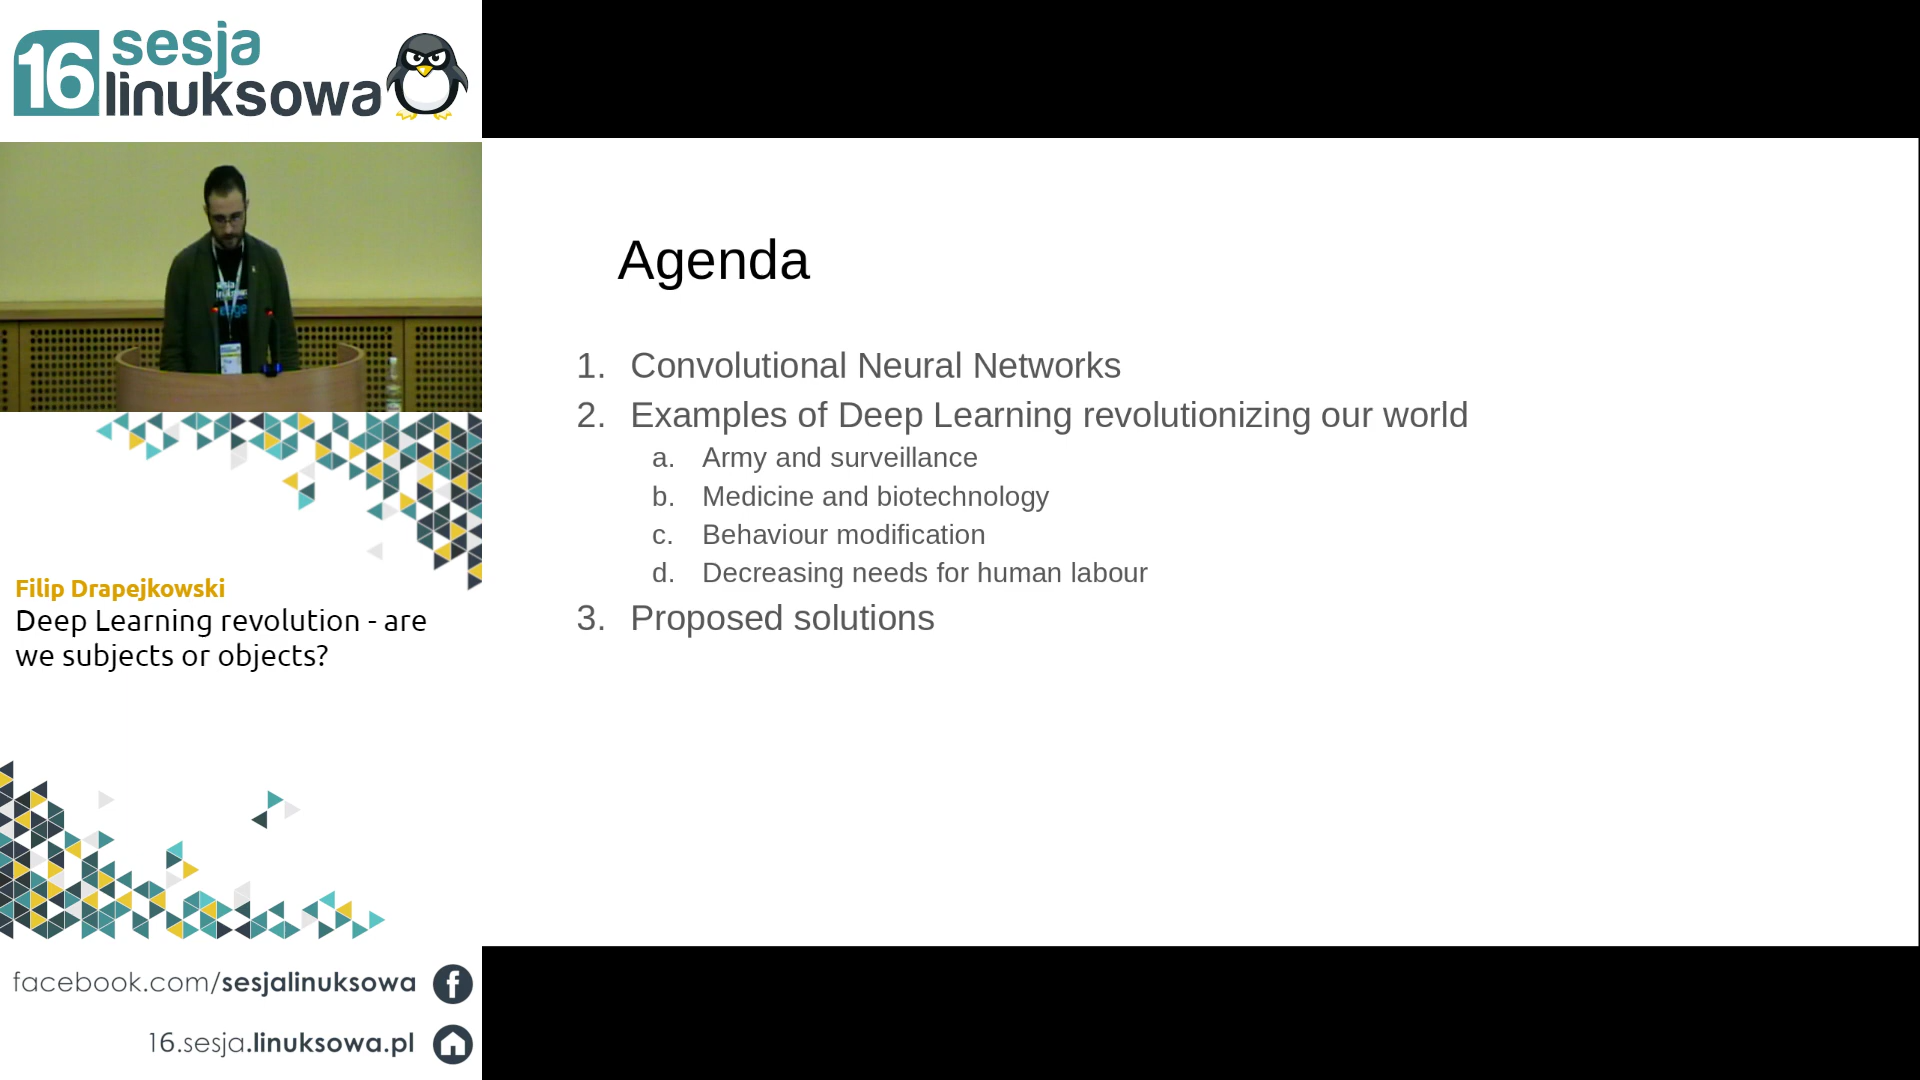 16 sesja
linuksowa
Agenda
1. Convolutional Neural Networks
2. Examples of Deep Learning revolutionizing our world
a. Army and surveillance
b. Medicine and biotechnology
c. Behaviour modification
d. Decreasing needs for human labour
3. Proposed solutions
Filip Drapejkowski
Deep Learning revolution - are
we subjects or objects?
facebook.com/sesjalinuksowa
16.sesja.linuksowa.pl